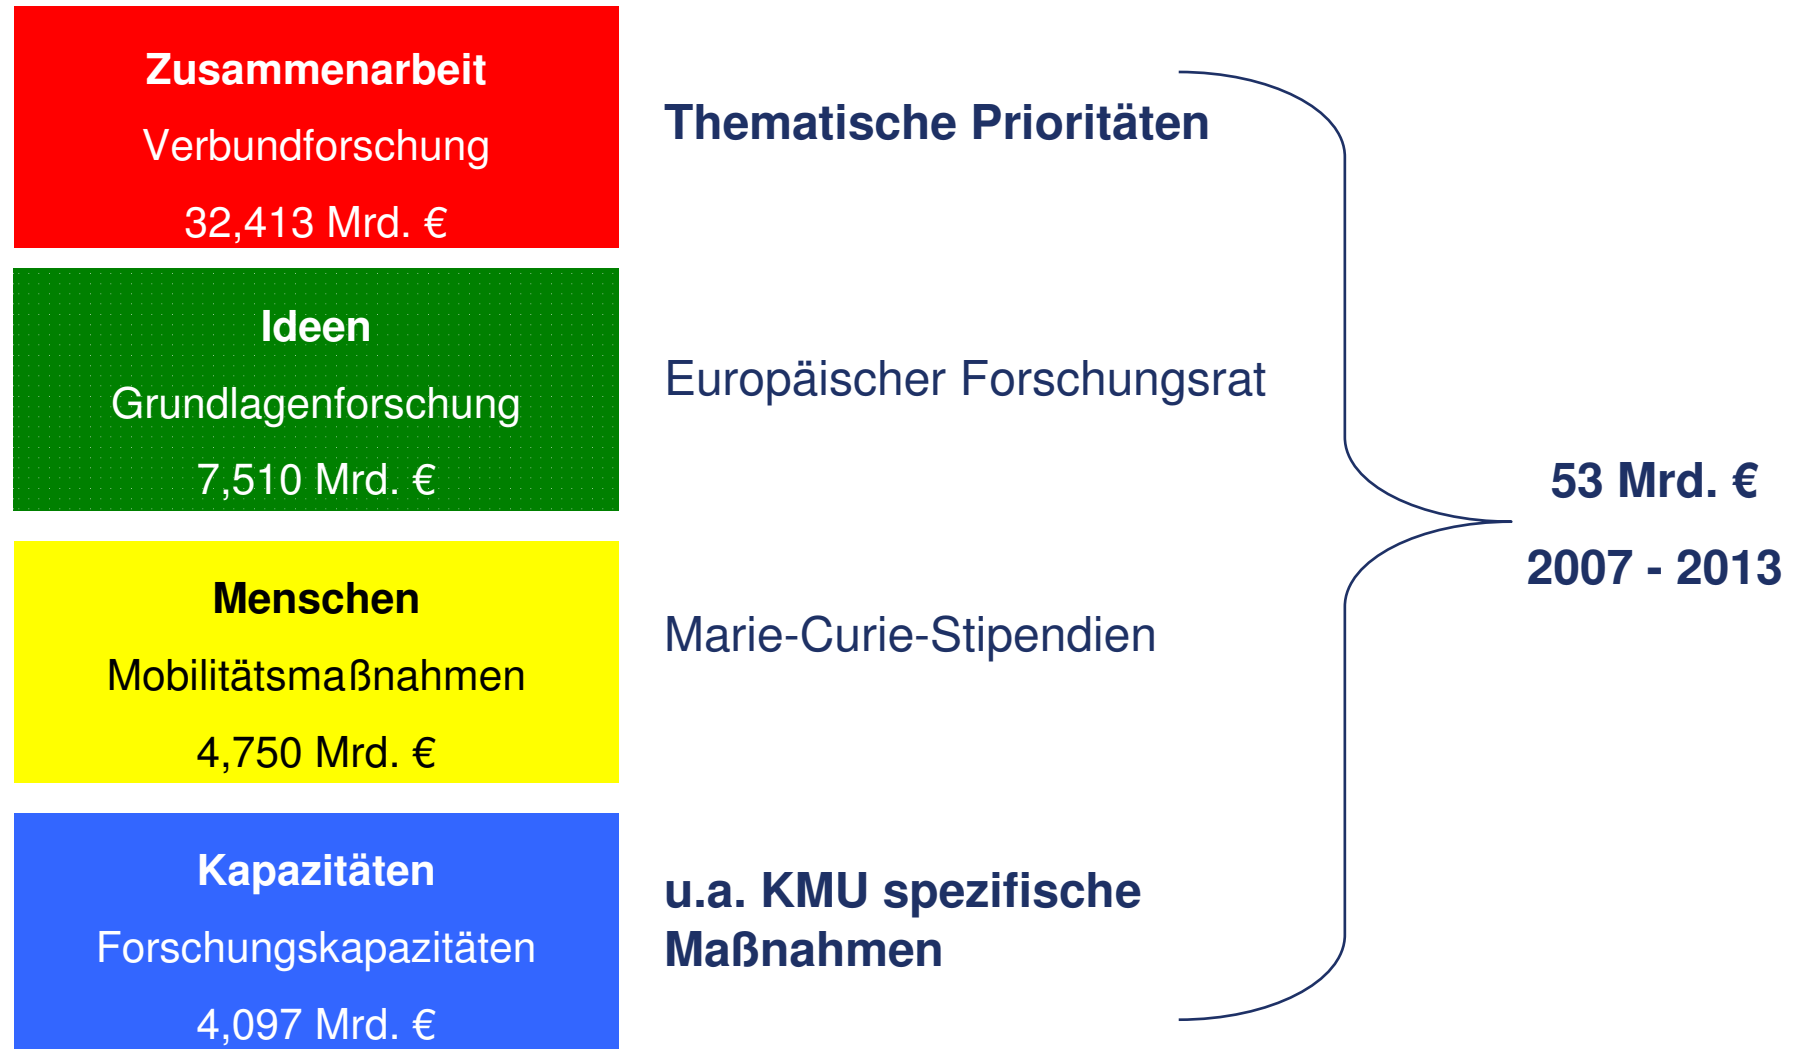 Zusammenarbeit
Verbundforschung
32,413 Mrd. €
Thematische Prioritäten
Ideen
Grundlagenforschung
7,510 Mrd. €
Europäischer Forschungsrat
Menschen
Mobilitätsmaßnahmen
4,750 Mrd. €
Marie-Curie-Stipendien
Kapazitäten
Forschungskapazitäten
4,097 Mrd. €
u.a. KMU spezifische
Maßnahmen
53 Mrd. €
2007 - 2013